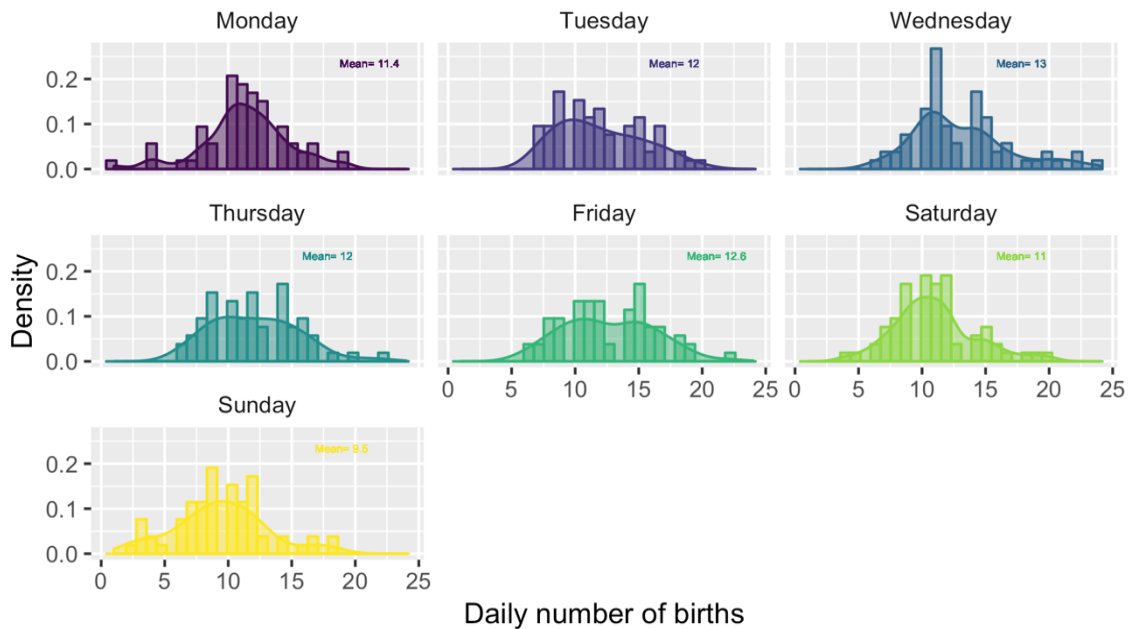 Monday
Tuesday
Wednesday
Mean= 11.4
Mean= 12
Mean= 13
0.2
0.1
0.0
Thursday
Friday
Saturday
Mean= 12
Mean= 12.6
Mean= 11
0.2
0.1
0.0
0 5 10 15 20 25
0 5 10 15 20 25
Sunday
Mean= 9.5
0.2
0.1
0.0
0 5 10 15 20 25
Density
Daily number of births